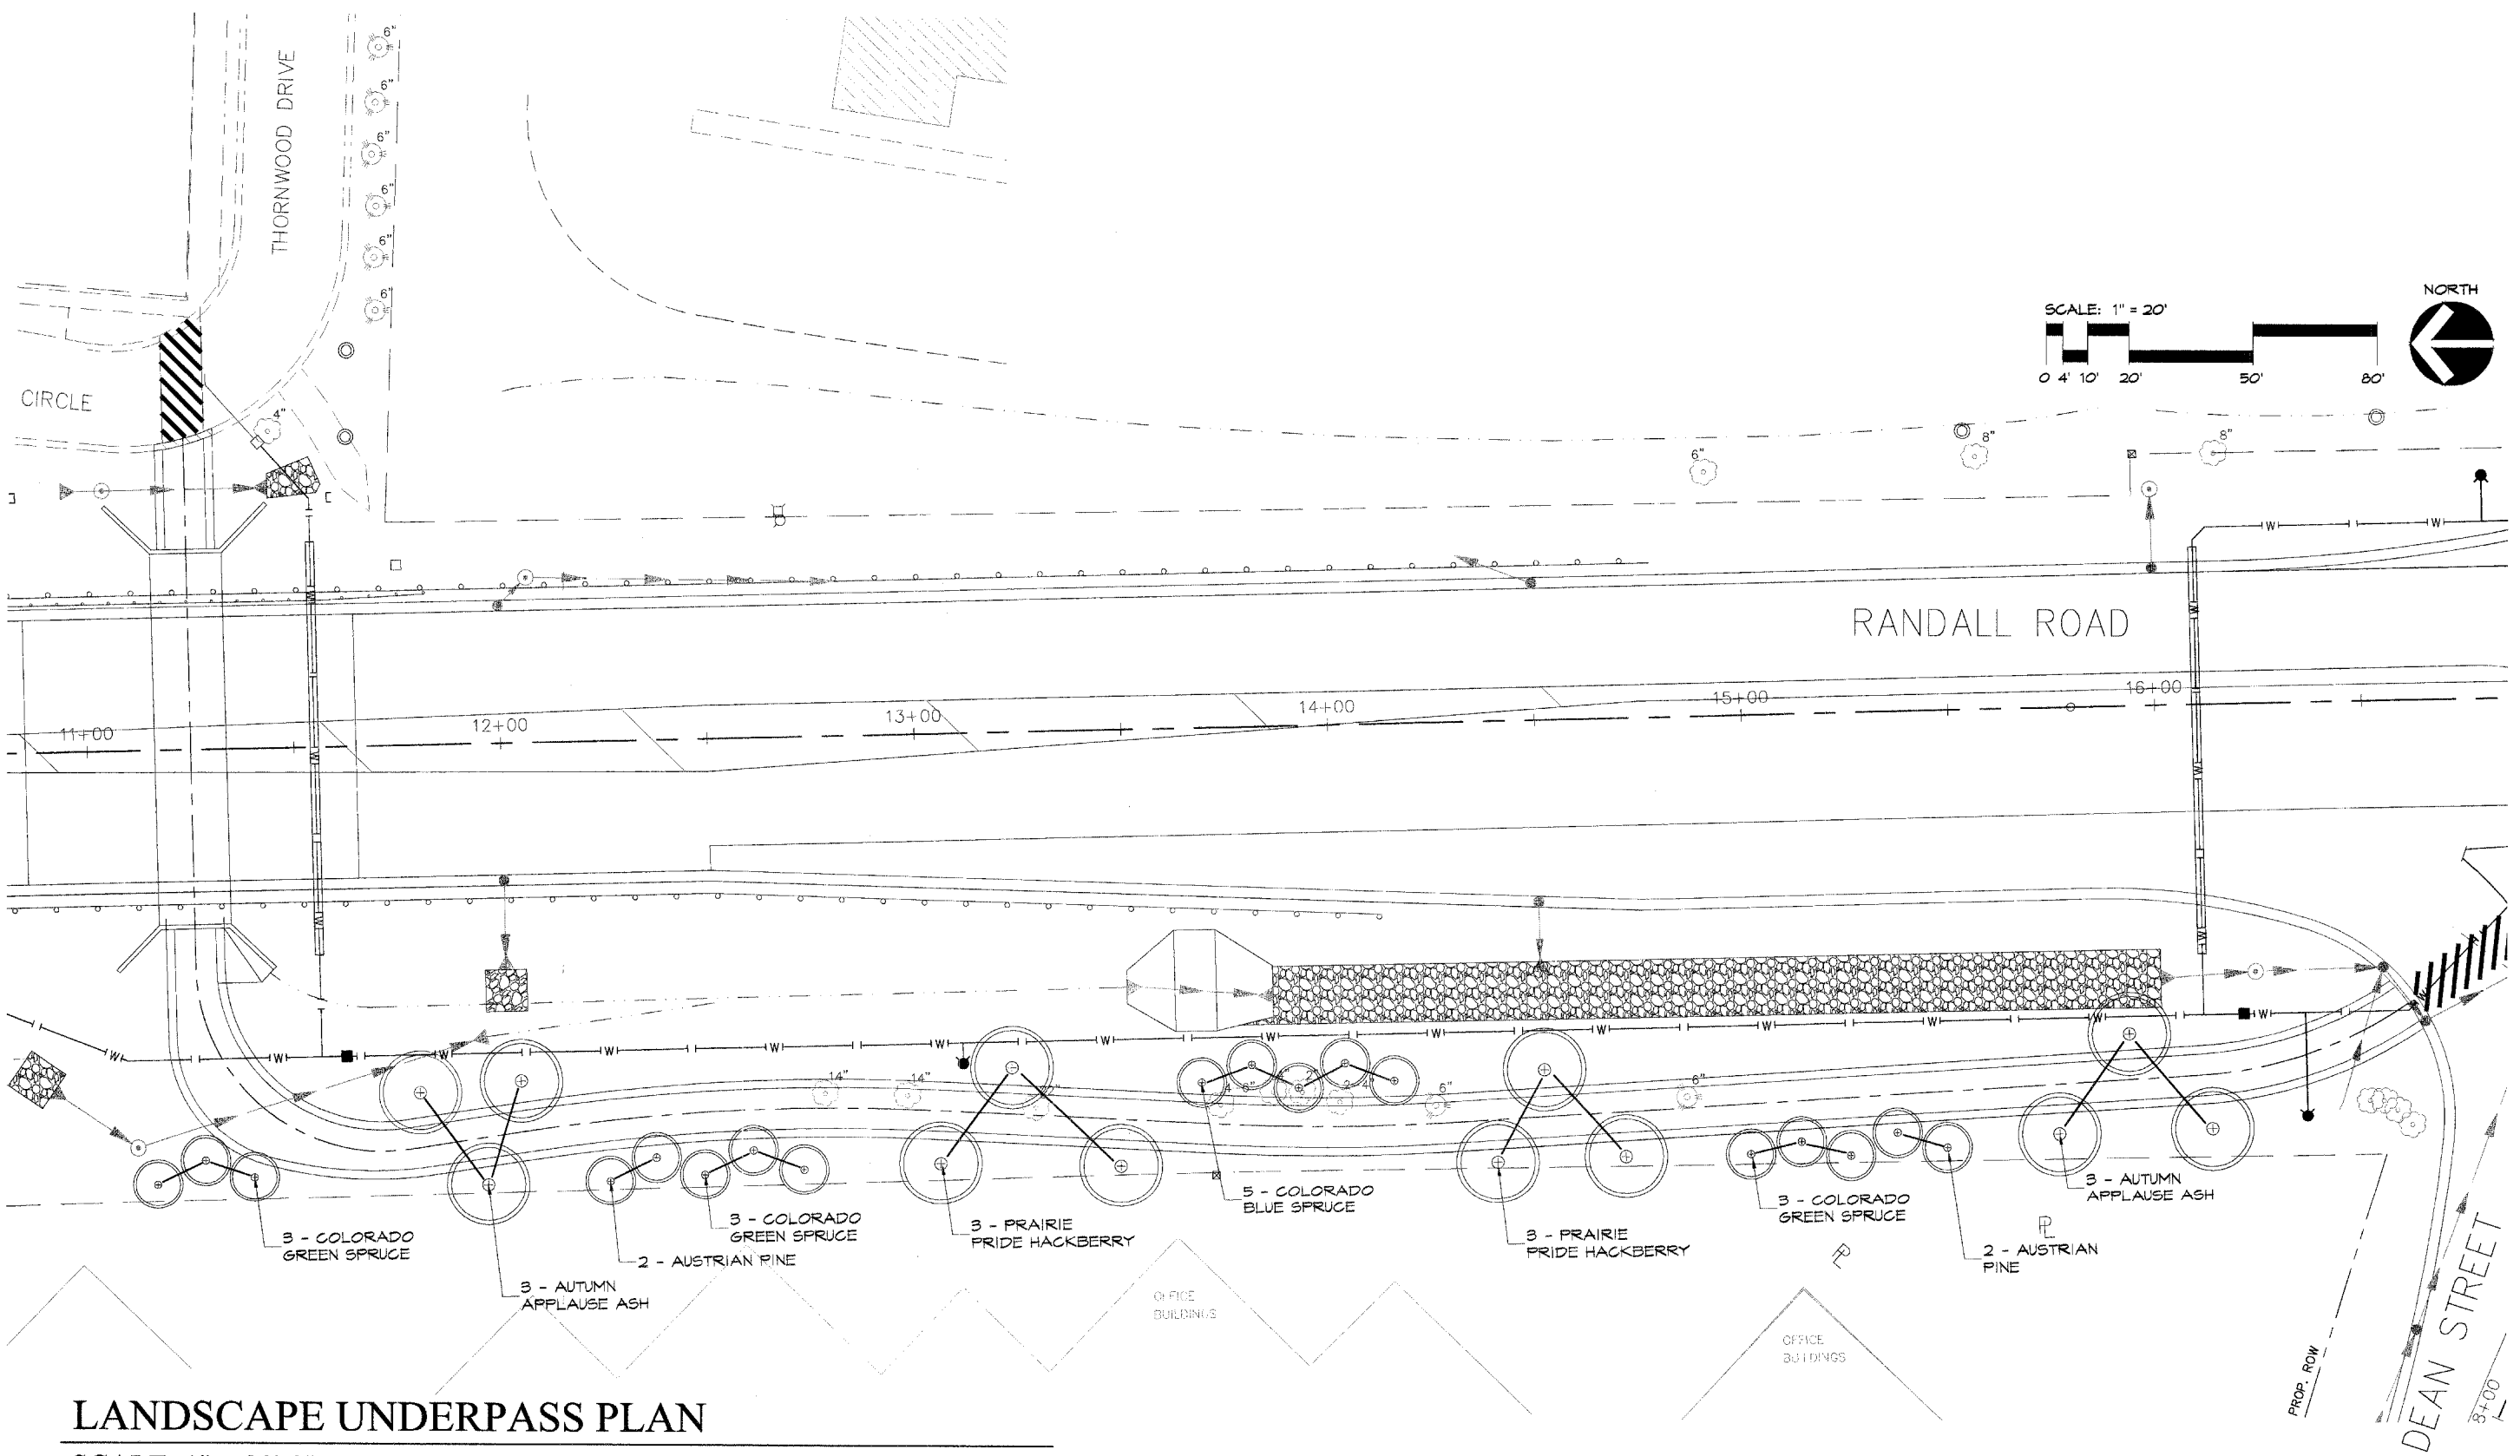 THORNWOOD DRIVE
6"
6"
6"
6"
6"
6"
CIRCLE
4"
NORTH
SCALE: 1" = 20'
0 4' 10' 20' 50' 80'
6"
8"
8"
W
W
RANDALL ROAD
W
W
W
W
W
W
W
W
11+00
12+00
13+00
14+00
15+00
16+00
W
W
W
W
W
W
W
W
W
W
W
W
W
14"
14"
6"
6"
6"
3 - COLORADO
GREEN SPRUCE
3 - AUTUMN
APPLAUSE ASH
2 - AUSTRIAN PINE
3 - COLORADO
GREEN SPRUCE
3 - PRAIRIE
PRIDE HACKBERRY
5 - COLORADO
BLUE SPRUCE
3 - PRAIRIE
PRIDE HACKBERRY
3 - COLORADO
GREEN SPRUCE
2 - AUSTRIAN
PINE
3 - AUTUMN
APPLAUSE ASH
PL
OFFICE
BUILDINGS
OFFICE
BUILDINGS
PROP. ROW
DEAN STREET
8+00
LANDSCAPE UNDERPASS PLAN